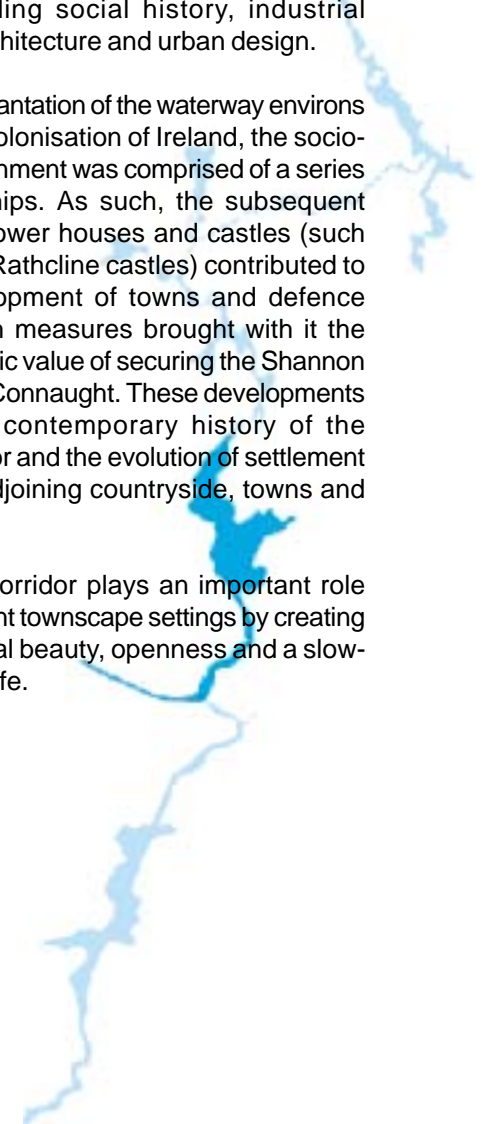 ling social history, industrial
hitecture and urban design.
antation of the waterway environs
olonisation of Ireland, the socio-
nment was comprised of a series
hips. As such, the subsequent
ower houses and castles (such
Rathcline castles) contributed to
opment of towns and defence
n measures brought with it the
ic value of securing the Shannon
Connaught. These developments
contemporary history of the
or and the evolution of settlement
djoining countryside, towns and
orridor plays an important role
nt townscape settings by creating
al beauty, openness and a slow-
fe.